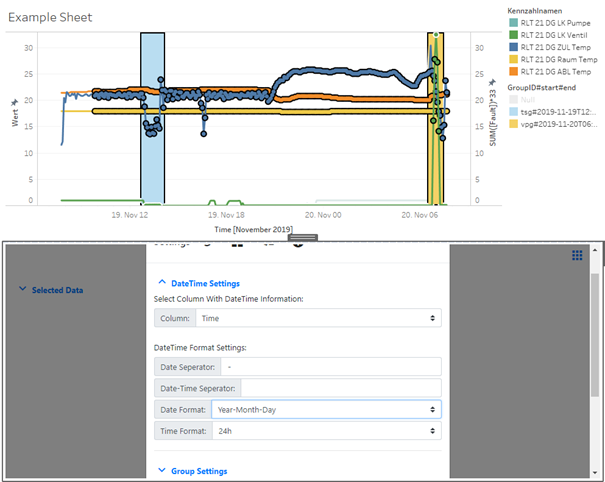 Example Sheet
Kennzahlnamen
RLT 21 DG LK Pumpe
RLT 21 DG LK Ventil
RLT 21 DG ZUL Temp
RLT 21 DG Raum Temp
RLT 21 DG ABL Temp
GroupID#start#end
Null
tsg#2019-11-19T12:..
vpg#2019-11-20T06:..
30
25
20
15
10
5
0
Wert
30
25
20
15
10
5
0
SUM([Fault])*33
19. Nov 12
19. Nov 18
20. Nov 00
20. Nov 06
Time [November 2019]
Selected Data
DateTime Settings
Select Column With DateTime Information:
Column: Time
DateTime Format Settings:
Date Seperator: -
Date-Time Seperator:
Date Format: Year-Month-Day
Time Format: 24h
Group Settings